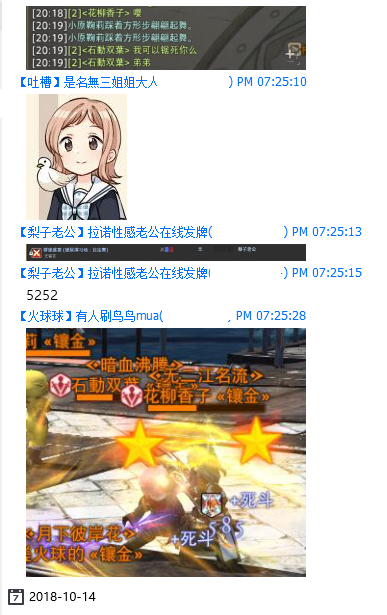 [20:18][2]<花柳香子> 嘤
[20:19]小原鞠莉踩着方形步翩翩起舞。
[20:19]小原鞠莉踩着方形步翩翩起舞。
[20:19][2]<石動双葉> 我可以锯死你么
[20:19][2]<石動双葉> 弟弟
【吐槽】是名無三姐姐大人 ) PM 07:25:10
【梨子老公】拉诺性感老公在线发牌( ) PM 07:25:13
【梨子老公】拉诺性感老公在线发牌( ) PM 07:25:15
5252
【火球球】有人刷鸟鸟mua( PM 07:25:28
莉 «镶金»
<暗血沸腾>
石動双葉
<无二江名流>
花柳香子 «镶金»
+死斗
585
+死斗
<月下彼岸花>
火球的 «镶金»
7 2018-10-14